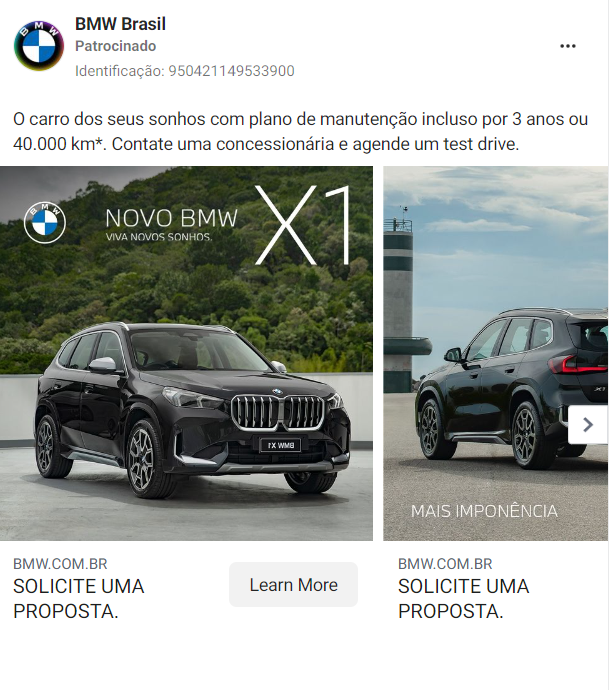 BMW Brasil
Patrocinado
Identificação: 950421149533900
O carro dos seus sonhos com plano de manutenção incluso por 3 anos ou
40.000 km*. Contate uma concessionária e agende um test drive.
BMW
NOVO BMW X1
VIVA NOVOS SONHOS.
BMW X1
X1
MAIS IMPONÊNCIA
BMW.COM.BR
SOLICITE UMA
PROPOSTA.
Learn More
BMW.COM.BR
SOLICITE UMA
PROPOSTA.